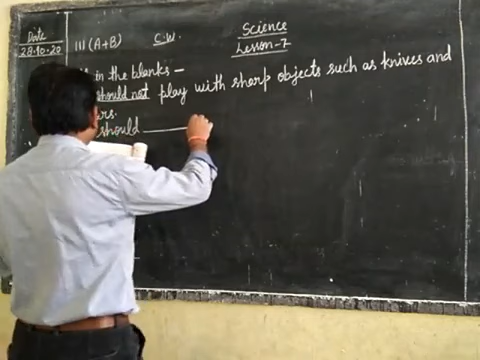 Date
28.10.20
III (A+B)
C.W.
Science
Lesson-7
in the blanks —
should not play with sharp objects such as knives and
should